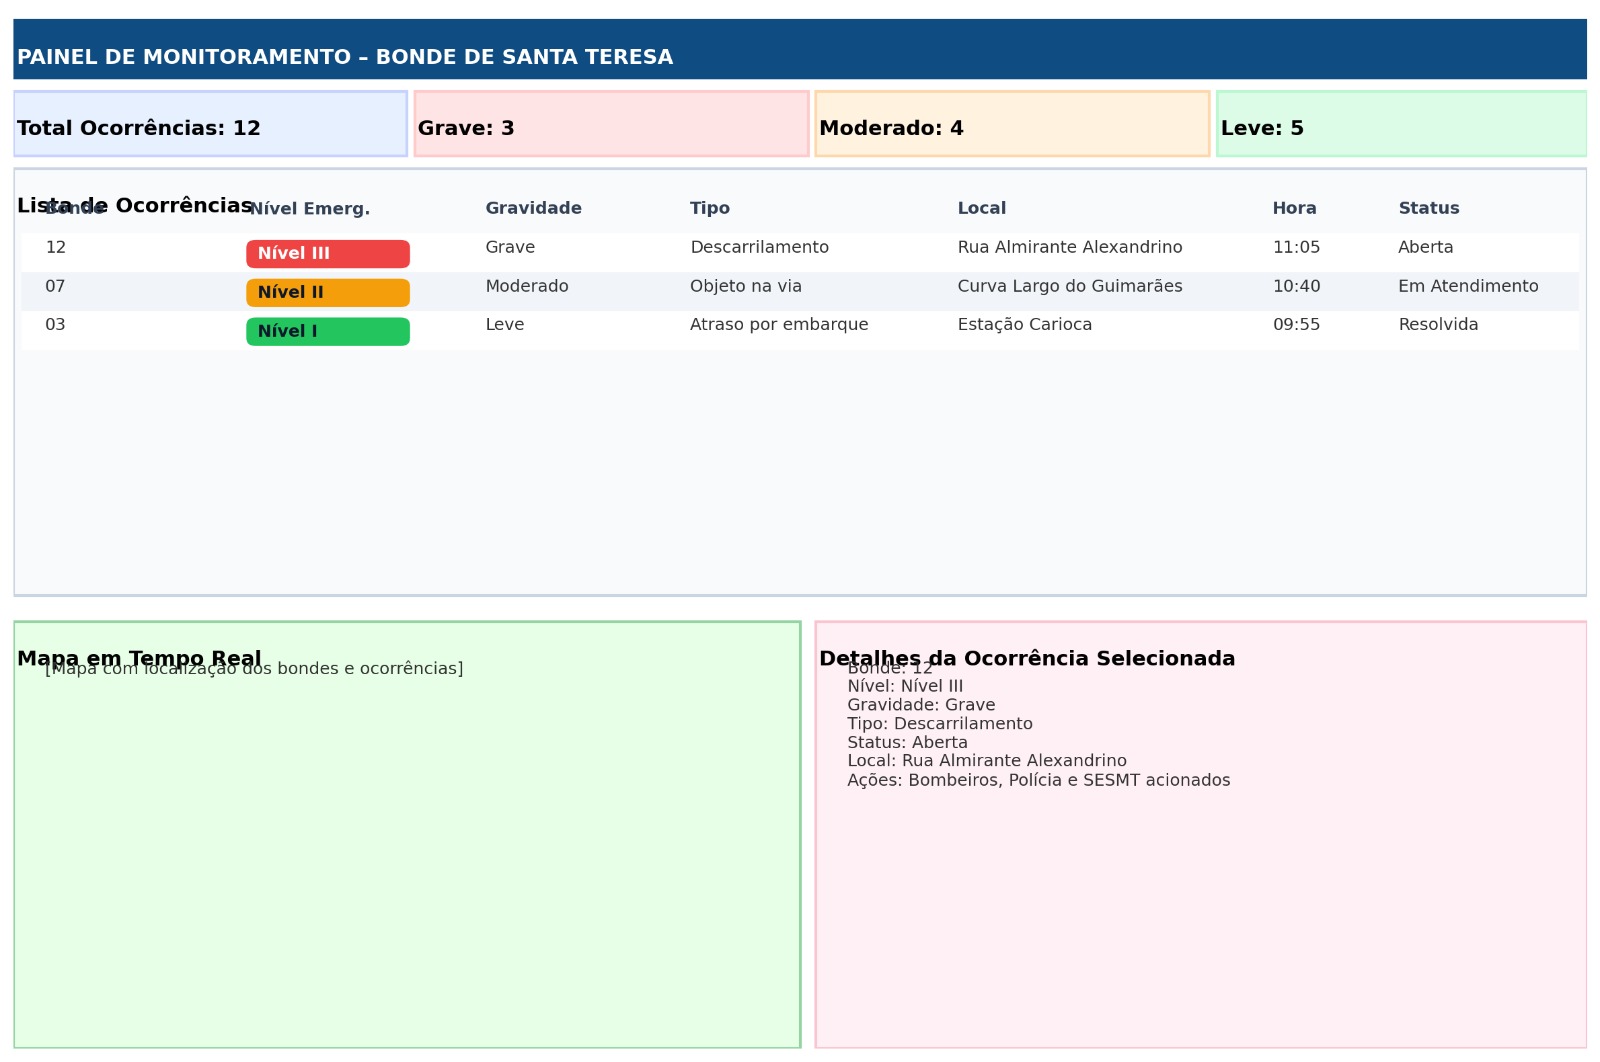 PAINEL DE MONITORAMENTO – BONDE DE SANTA TERESA
Total Ocorrências: 12
Grave: 3
Moderado: 4
Leve: 5
Lista de Ocorrências
Bonde Nível Emerg. Gravidade Tipo Local Hora Status
12 Nível III Grave Descarrilamento Rua Almirante Alexandrino 11:05 Aberta
07 Nível II Moderado Objeto na via Curva Largo do Guimarães 10:40 Em Atendimento
03 Nível I Leve Atraso por embarque Estação Carioca 09:55 Resolvida
Mapa em Tempo Real
[Mapa com localização dos bondes e ocorrências]
Detalhes da Ocorrência Selecionada
Bonde: 12
Nível: Nível III
Gravidade: Grave
Tipo: Descarrilamento
Status: Aberta
Local: Rua Almirante Alexandrino
Ações: Bombeiros, Polícia e SESMT acionados